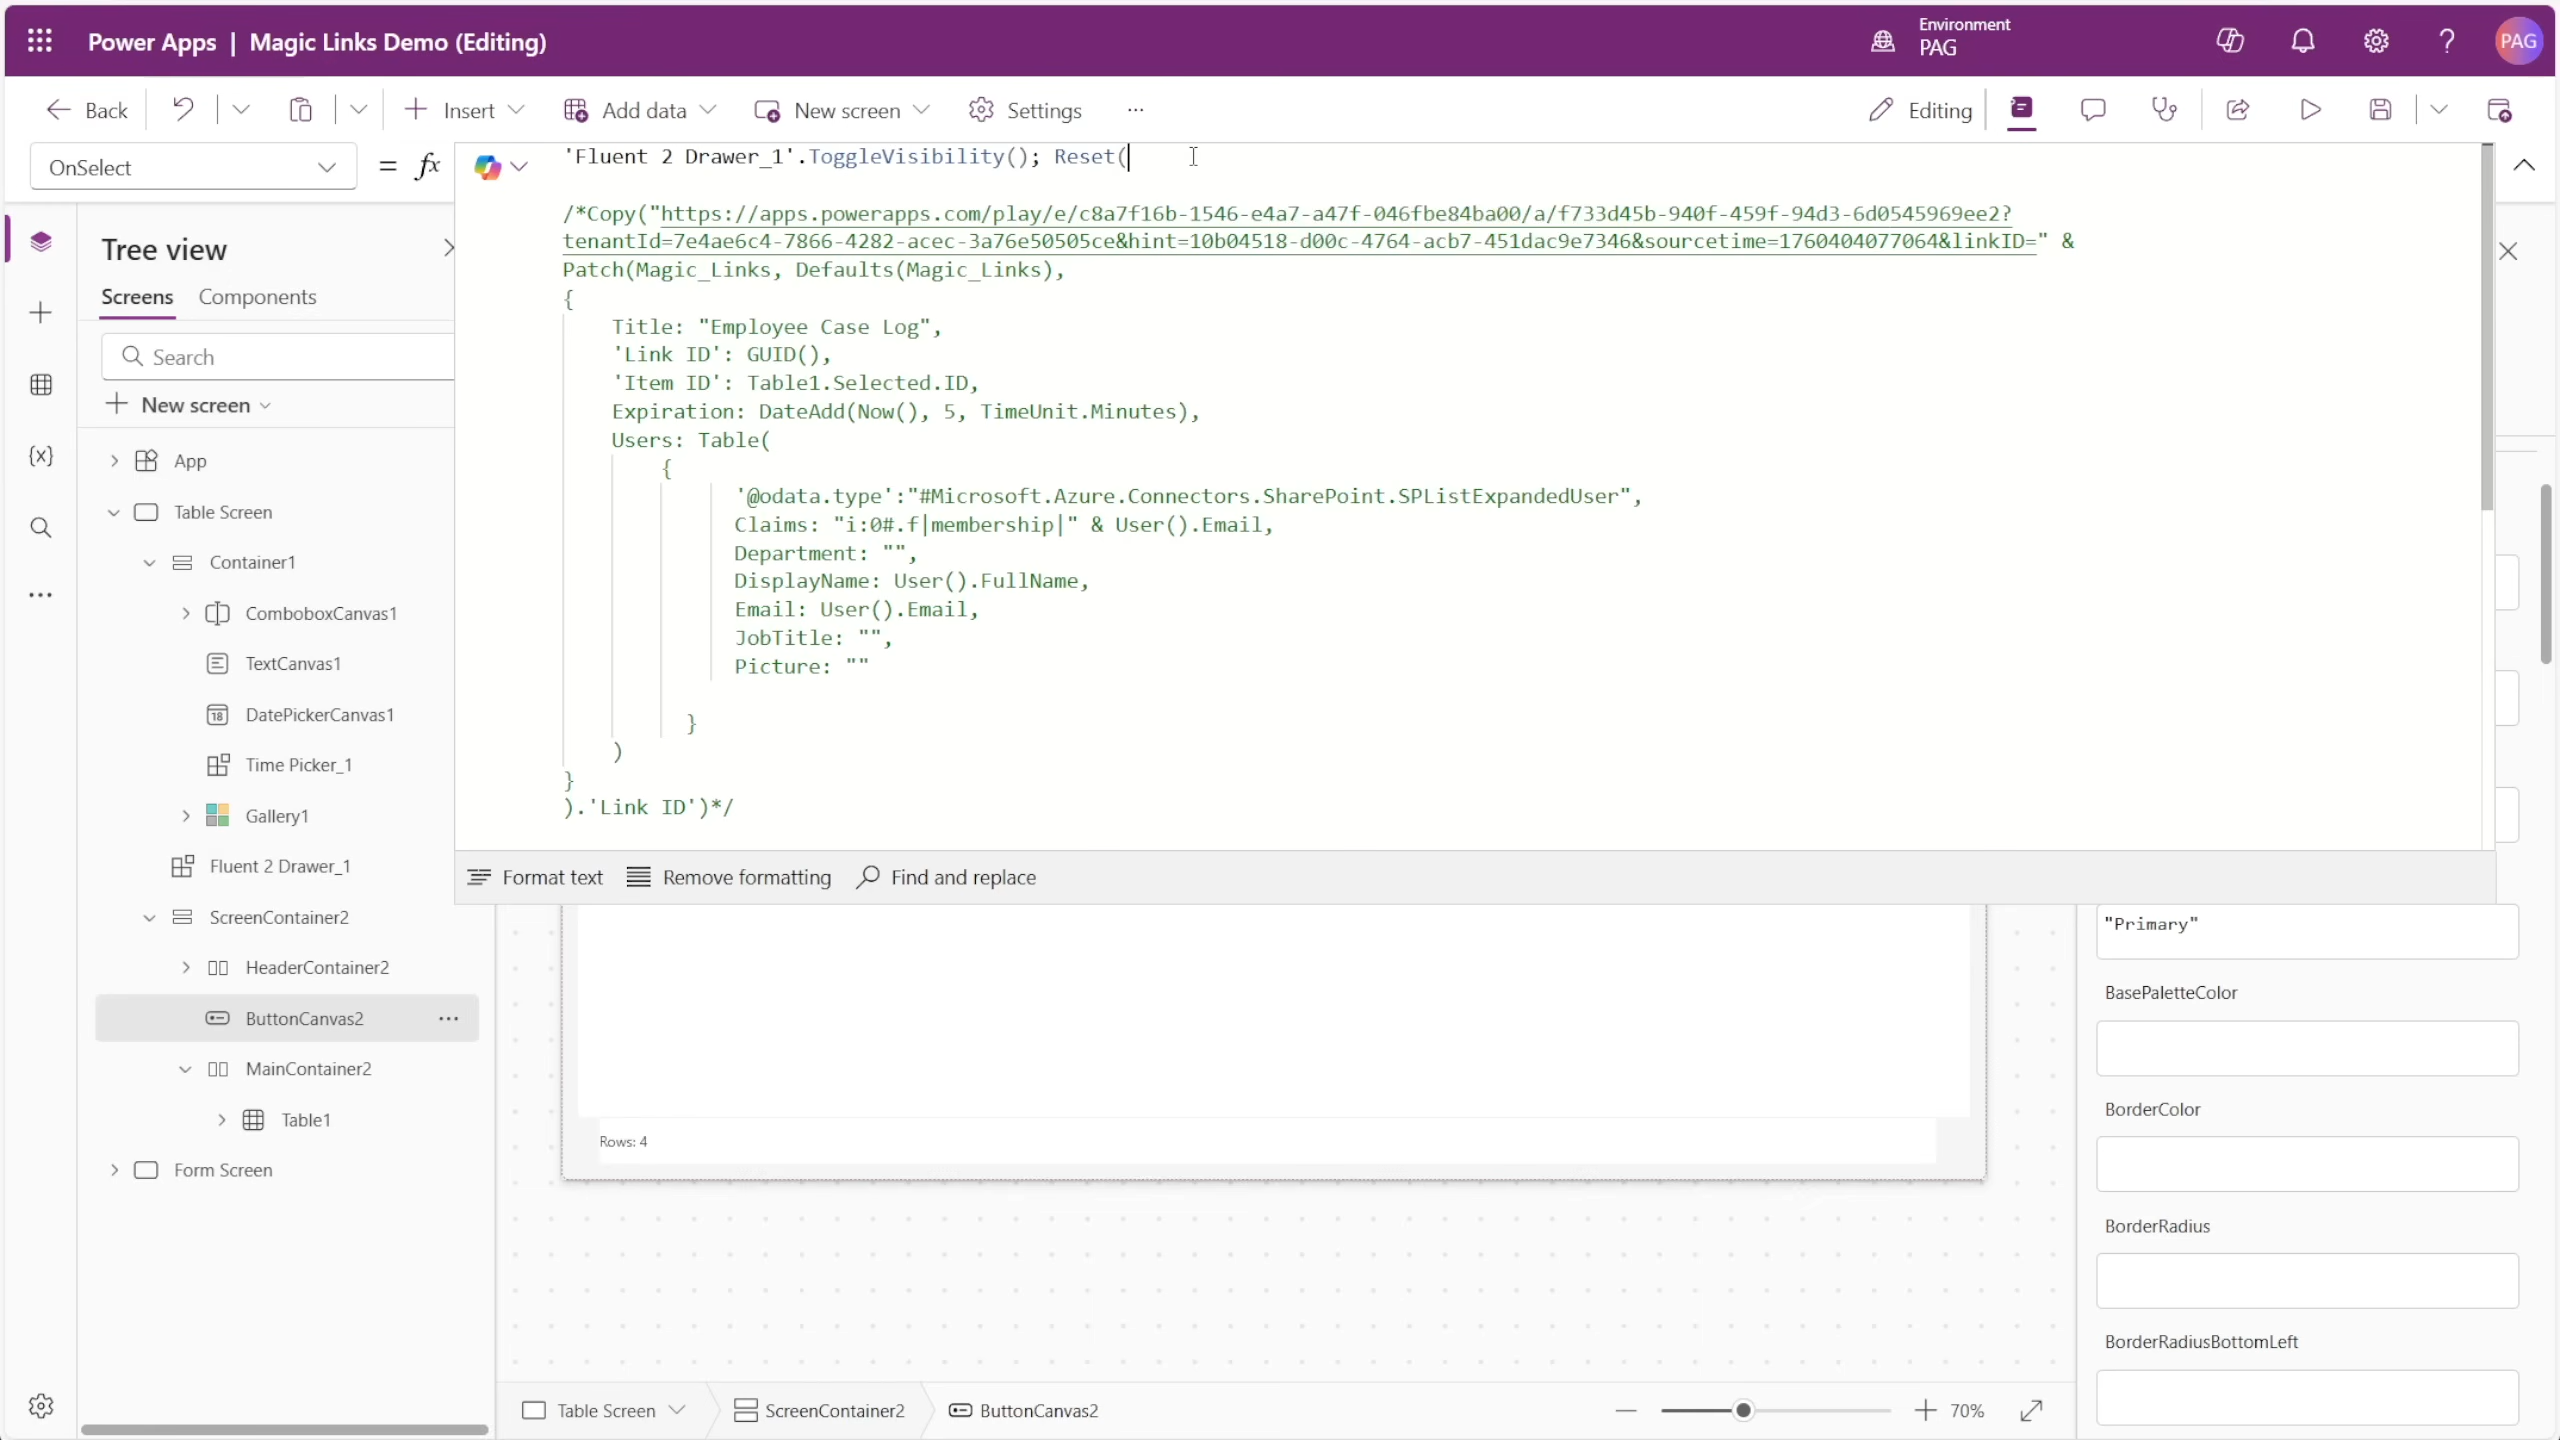 Power Apps | Magic Links Demo (Editing)
Environment
PAG
PAG
Back
Insert
Add data
New screen
Settings
Editing
OnSelect
= fx
'Fluent 2 Drawer_1'.ToggleVisibility(); Reset(
/*Copy("https://apps.powerapps.com/play/e/c8a7f16b-1546-e4a7-a47f-046fbe84ba00/a/f733d45b-940f-459f-94d3-6d0545969ee2?
tenantId=7e4ae6c4-7866-4282-acec-3a76e50505ce&hint=10b04518-d00c-4764-acb7-451dac9e7346&sourcetime=1760404077064&linkID=" &
Patch(Magic_Links, Defaults(Magic_Links),
{
Title: "Employee Case Log",
'Link ID': GUID(),
'Item ID': Table1.Selected.ID,
Expiration: DateAdd(Now(), 5, TimeUnit.Minutes),
Users: Table(
{
'@odata.type':"#Microsoft.Azure.Connectors.SharePoint.SPListExpandedUser",
Claims: "i:0#.f|membership|" & User().Email,
Department: "",
DisplayName: User().FullName,
Email: User().Email,
JobTitle: "",
Picture: ""
}
)
}
).'Link ID')*/
Format text
Remove formatting
Find and replace
Tree view
Screens
Components
Search
New screen
App
Table Screen
Container1
ComboboxCanvas1
TextCanvas1
DatePickerCanvas1
Time Picker_1
Gallery1
Fluent 2 Drawer_1
ScreenContainer2
HeaderContainer2
ButtonCanvas2
MainContainer2
Table1
Form Screen
Rows: 4
"Primary"
BasePaletteColor
BorderColor
BorderRadius
BorderRadiusBottomLeft
Table Screen
ScreenContainer2
ButtonCanvas2
70%